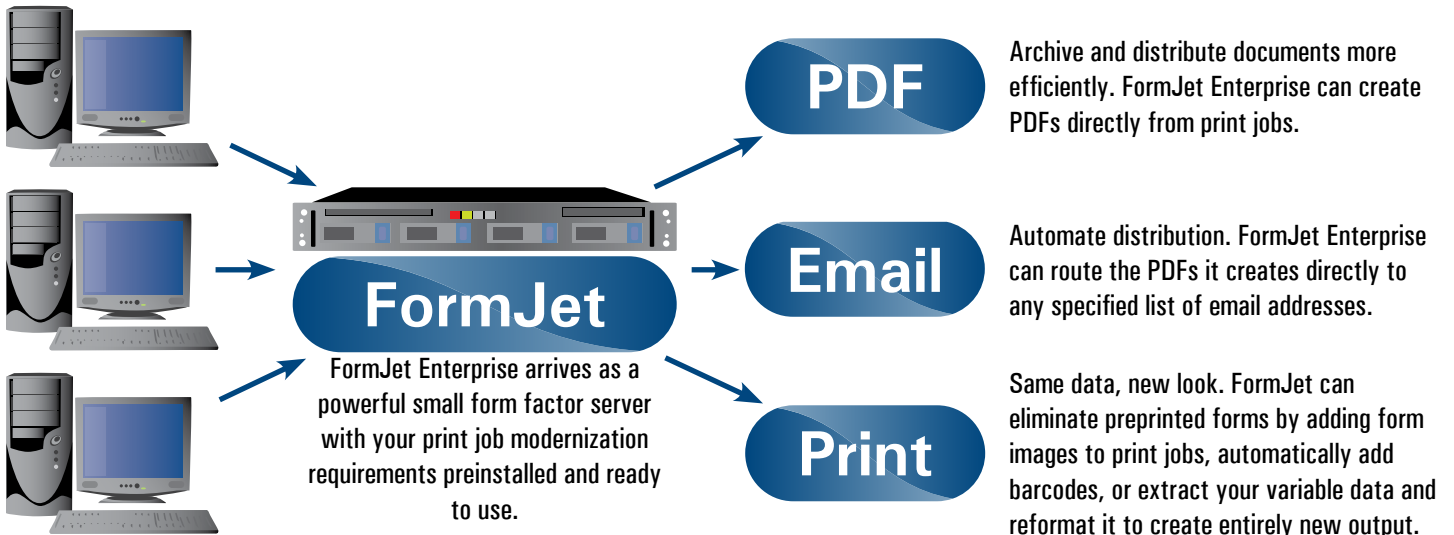 PDF
Archive and distribute documents more
efficiently. FormJet Enterprise can create
PDFs directly from print jobs.
FormJet
FormJet Enterprise arrives as a
powerful small form factor server
with your print job modernization
requirements preinstalled and ready
to use.
Email
Automate distribution. FormJet Enterprise
can route the PDFs it creates directly to
any specified list of email addresses.
Print
Same data, new look. FormJet can
eliminate preprinted forms by adding form
images to print jobs, automatically add
barcodes, or extract your variable data and
reformat it to create entirely new output.